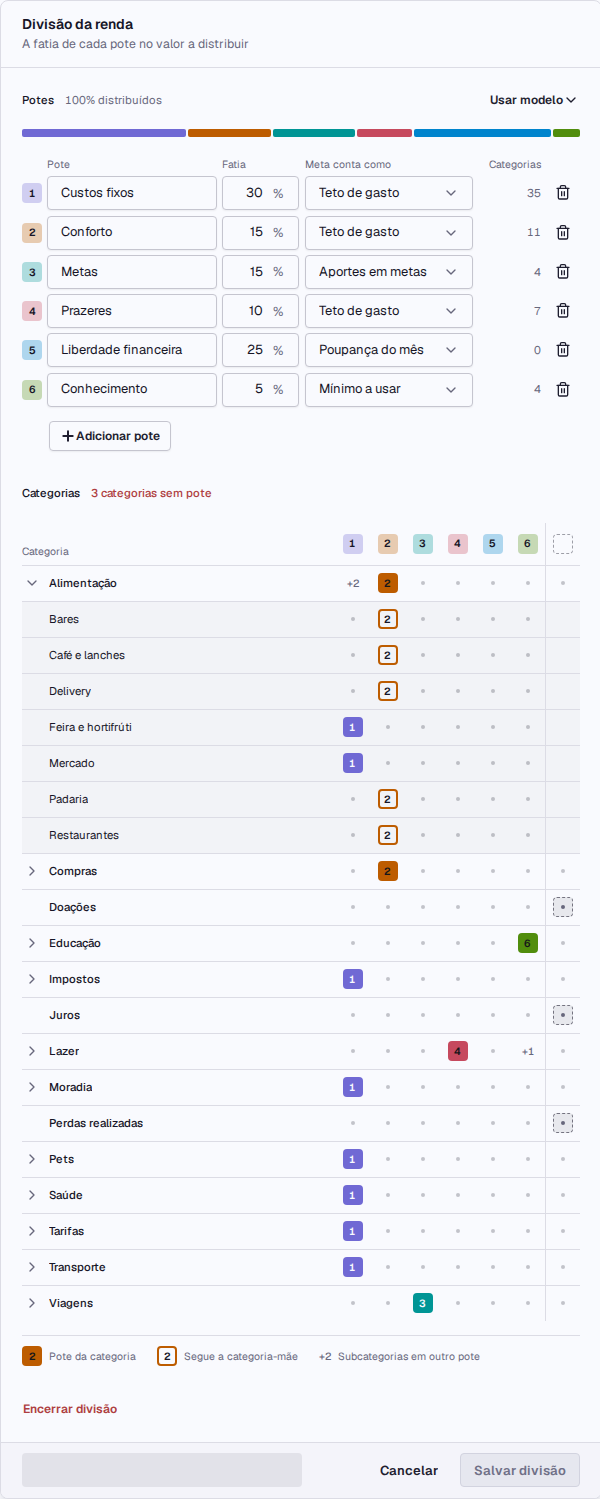 Divisão da renda
A fatia de cada pote no valor a distribuir
Potes 100% distribuídos Usar modelo
Pote Fatia Meta conta como Categorias
1 Custos fixos 30 % Teto de gasto 35
2 Conforto 15 % Teto de gasto 11
3 Metas 15 % Aportes em metas 4
4 Prazeres 10 % Teto de gasto 7
5 Liberdade financeira 25 % Poupança do mês 0
6 Conhecimento 5 % Mínimo a usar 4
Adicionar pote
Categorias 3 categorias sem pote
Categoria 1 2 3 4 5 6
Alimentação +2 2
Bares 2
Café e lanches 2
Delivery 2
Feira e hortifrúti 1
Mercado 1
Padaria 2
Restaurantes 2
Compras 2
Doações
Educação 6
Impostos 1
Juros
Lazer 4 +1
Moradia 1
Perdas realizadas
Pets 1
Saúde 1
Tarifas 1
Transporte 1
Viagens 3
2 Pote da categoria 2 Segue a categoria-mãe +2 Subcategorias em outro pote
Encerrar divisão
Cancelar Salvar divisão